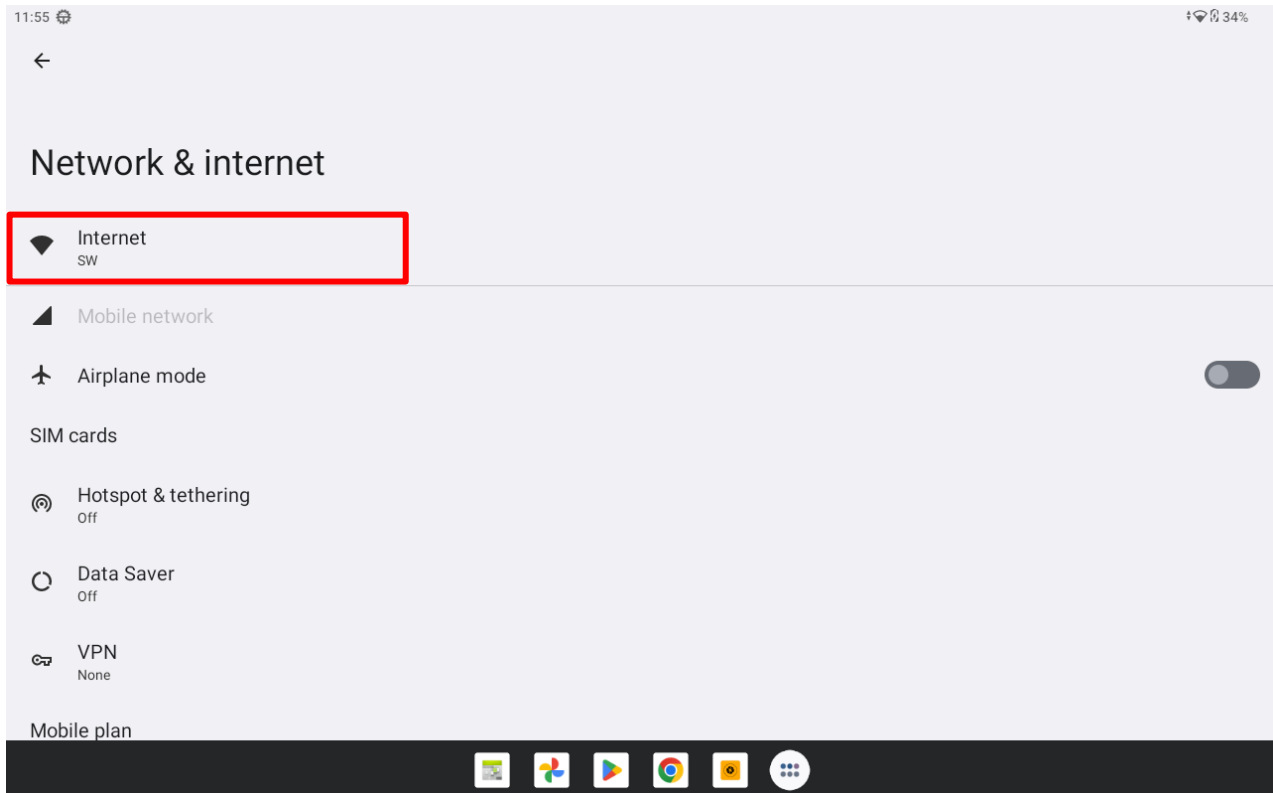 11:55 34%
Network & internet
Internet
SW
Mobile network
Airplane mode
SIM cards
Hotspot & tethering
Off
Data Saver
Off
VPN
None
Mobile plan